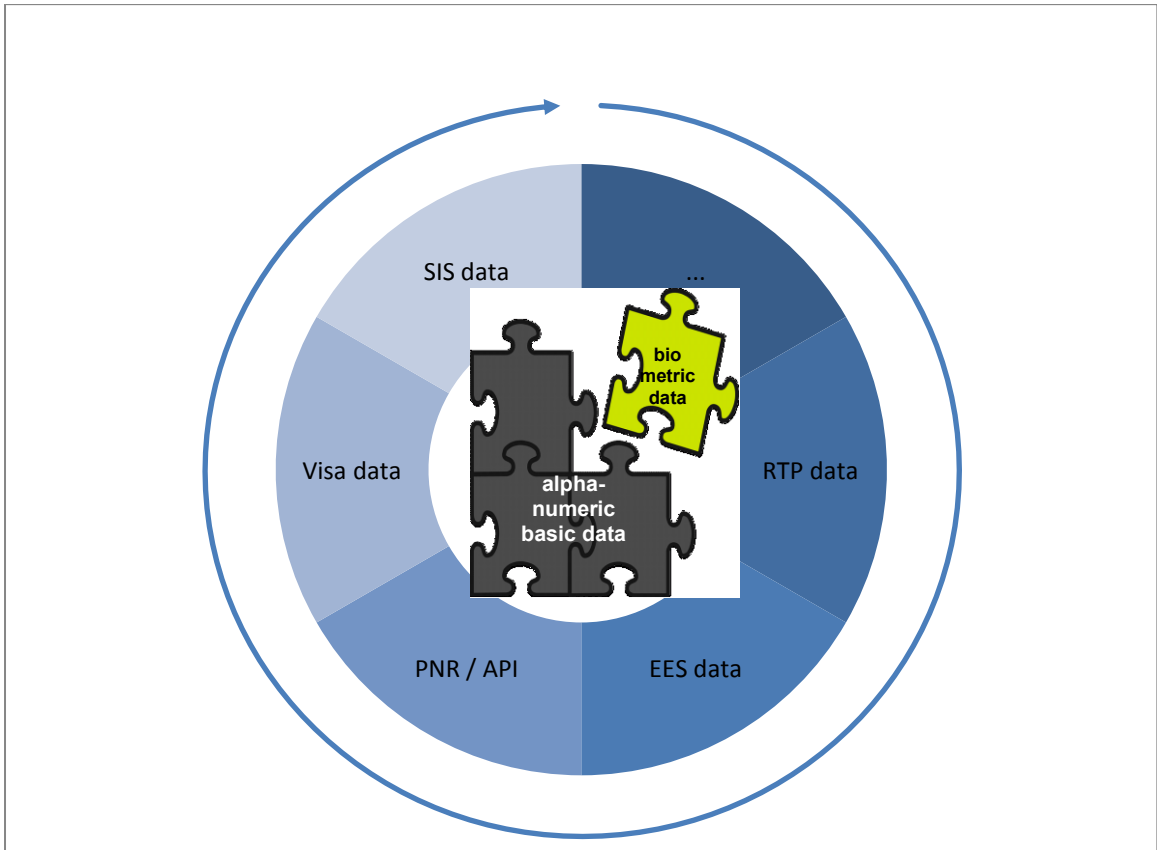 SIS data
...
bio
metric
data
Visa data
alpha-
numeric
basic data
RTP data
PNR / API
EES data